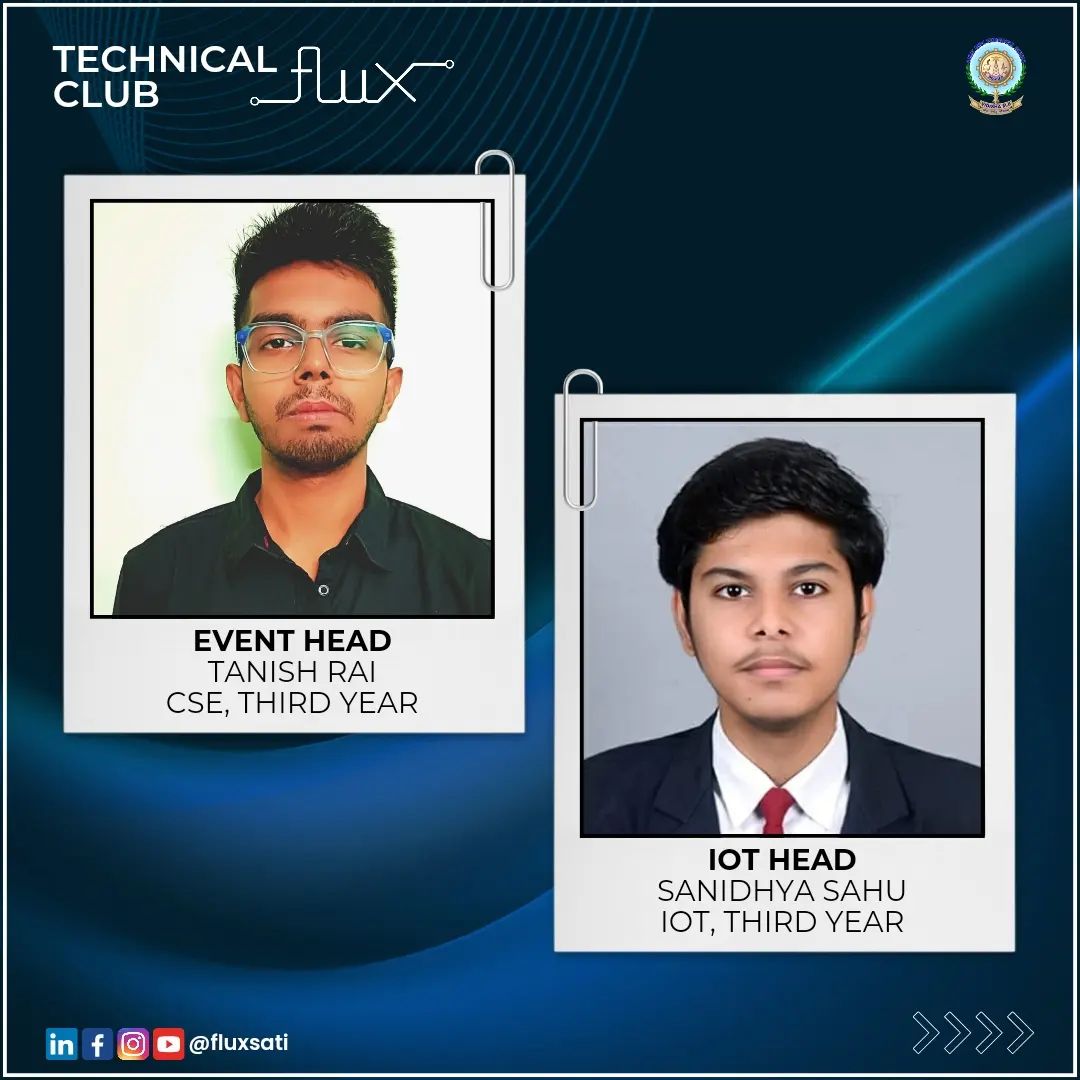 TECHNICAL
CLUB
flux
EVENT HEAD
TANISH RAI
CSE, THIRD YEAR
IOT HEAD
SANIDHYA SAHU
IOT, THIRD YEAR
@fluxsati